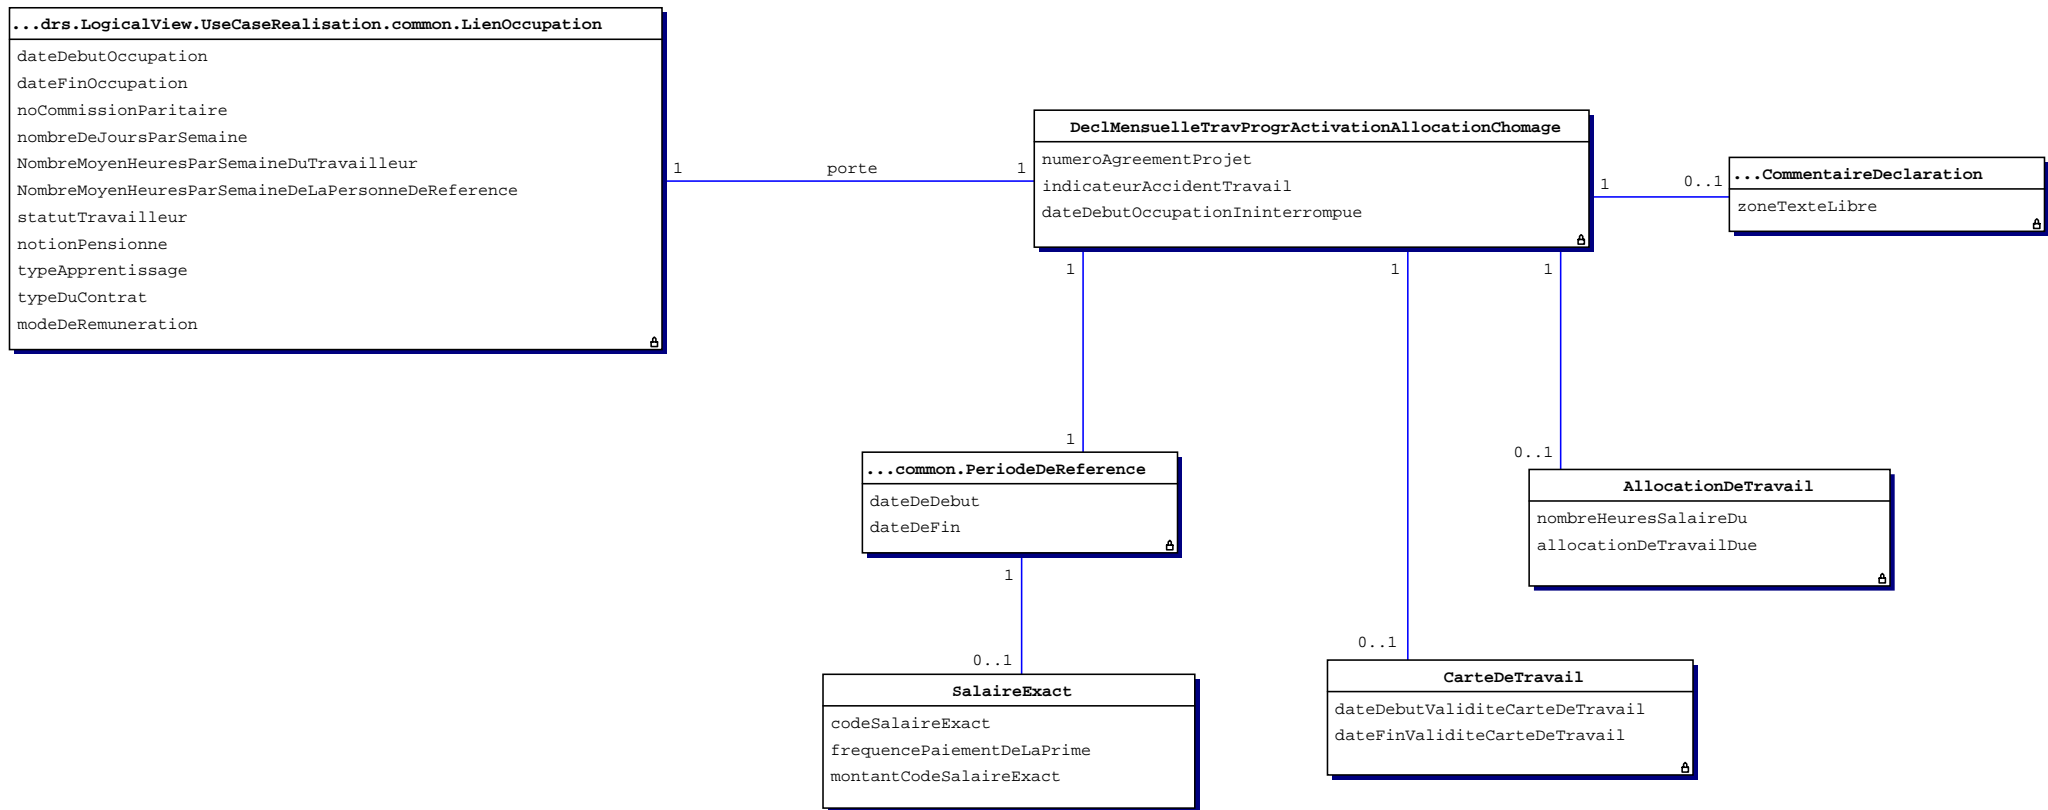 ...drs.LogicalView.UseCaseRealisation.common.LienOccupation
dateDebutOccupation
dateFinOccupation
noCommissionParitaire
nombreDeJoursParSemaine
NombreMoyenHeuresParSemaineDuTravailleur
NombreMoyenHeuresParSemaineDeLaPersonneDeReference
statutTravailleur
notionPensionne
typeApprentissage
typeDuContrat
modeDeRemuneration
1
porte
1
DeclMensuelleTravProgrActivationAllocationChomage
numeroAgreementProjet
indicateurAccidentTravail
dateDebutOccupationIninterrompue
1
0..1
...CommentaireDeclaration
zoneTexteLibre
1
1
1
1
...common.PeriodeDeReference
dateDeDebut
dateDeFin
0..1
AllocationDeTravail
nombreHeuresSalaireDu
allocationDeTravailDue
1
0..1
SalaireExact
codeSalaireExact
frequencePaiementDeLaPrime
montantCodeSalaireExact
0..1
CarteDeTravail
dateDebutValiditeCarteDeTravail
dateFinValiditeCarteDeTravail